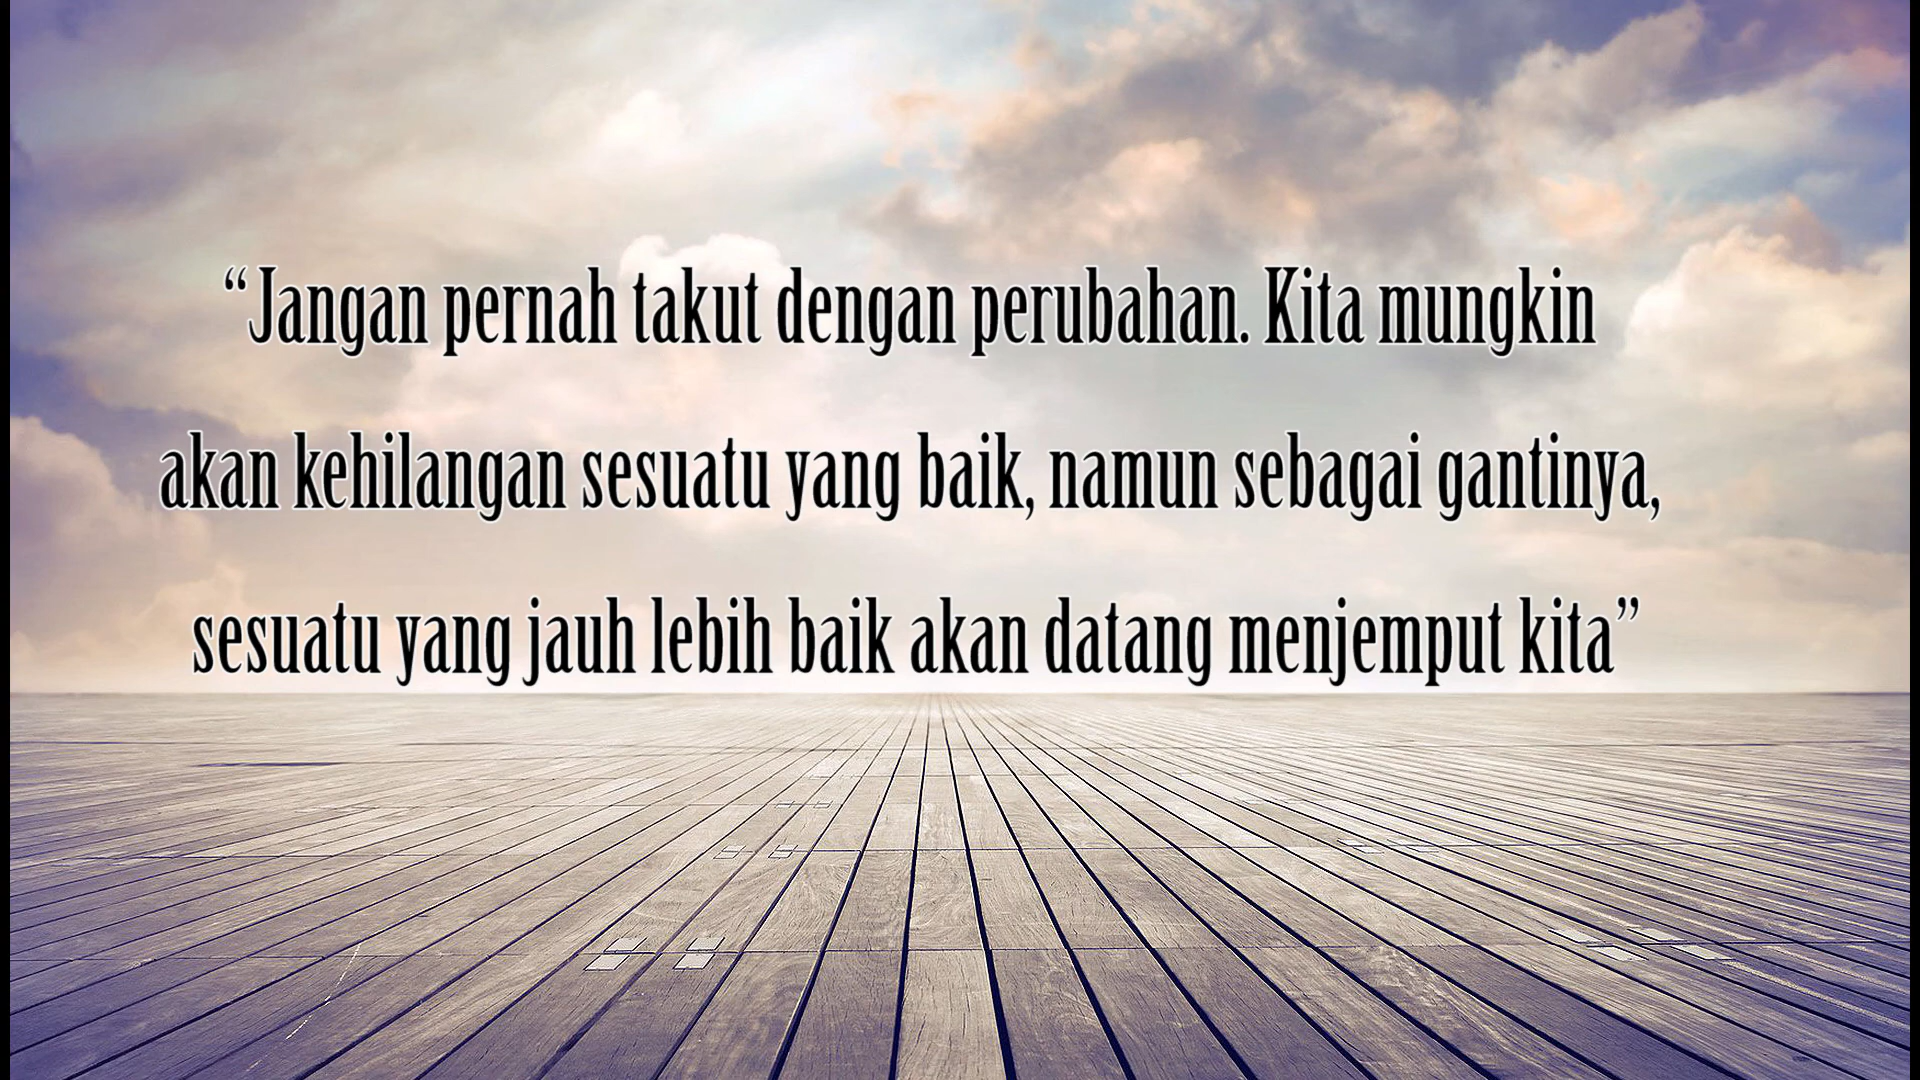 “Jangan pernah takut dengan perubahan. Kita mungkin
akan kehilangan sesuatu yang baik, namun sebagai gantinya,
sesuatu yang jauh lebih baik akan datang menjemput kita”